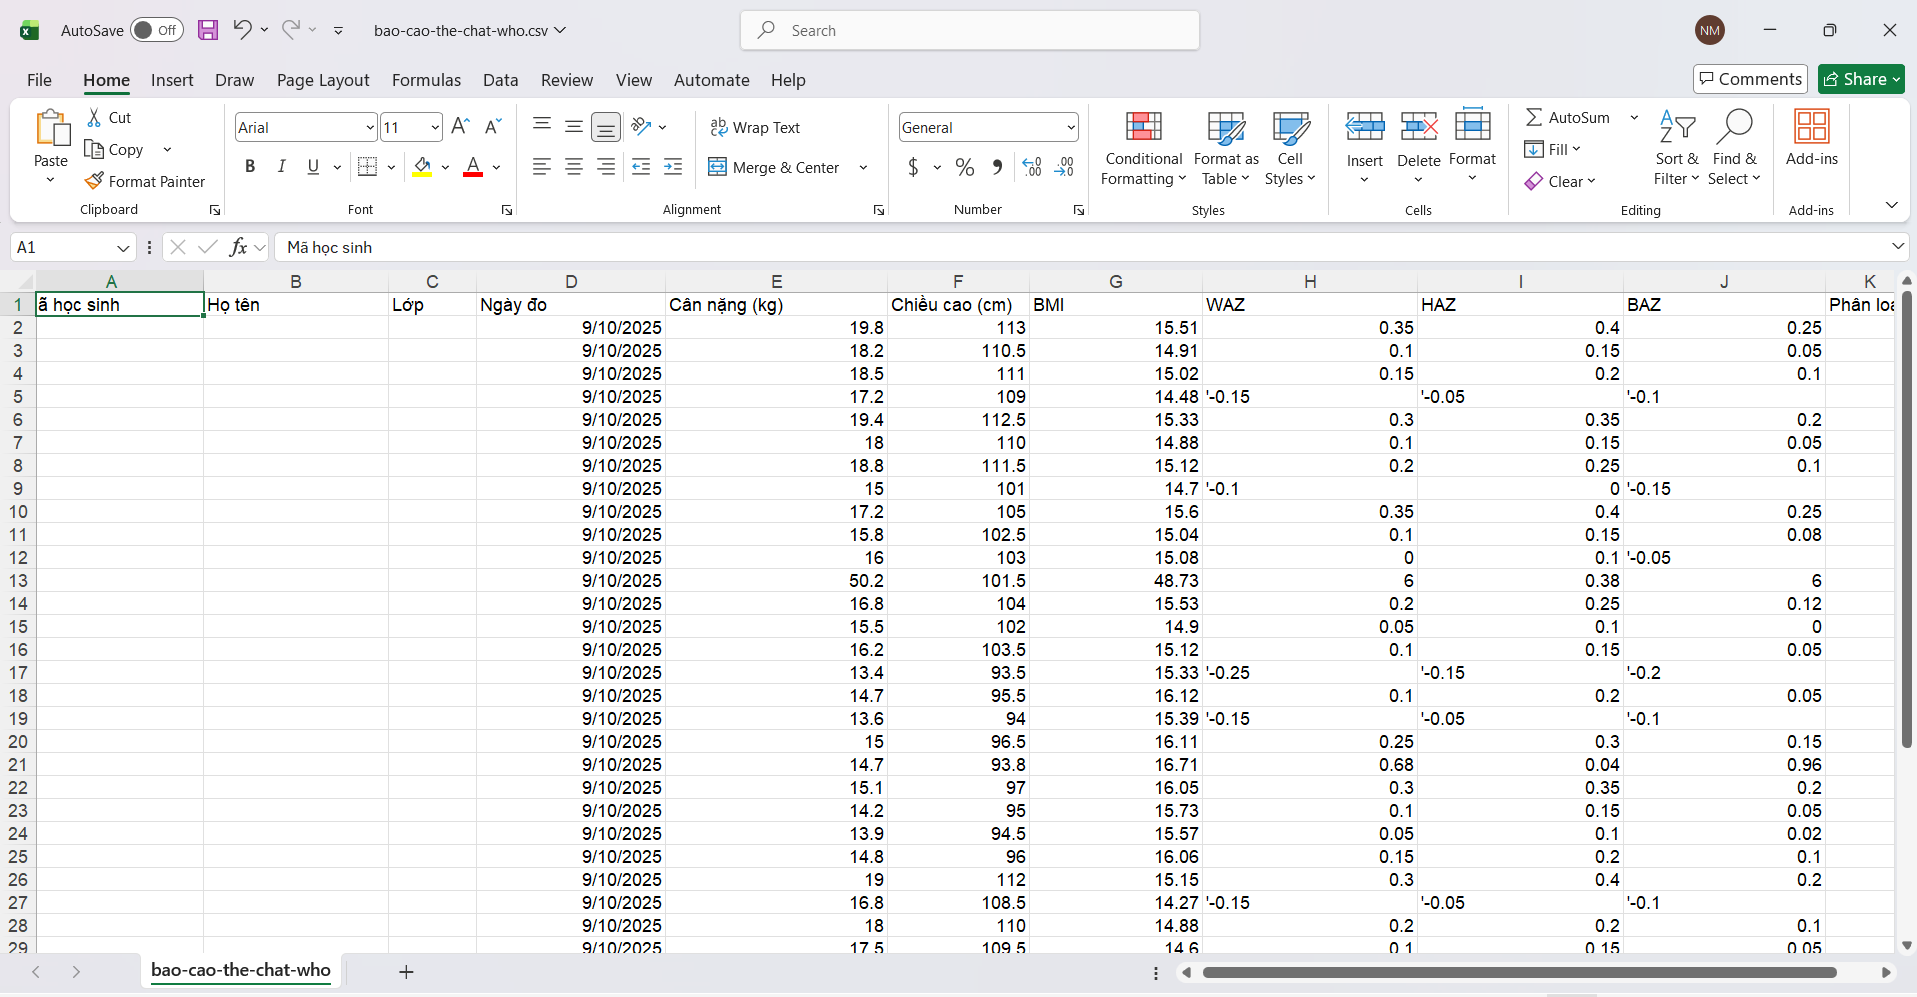 AutoSave Off bao-cao-the-chat-who.csv Search NM
File Home Insert Draw Page Layout Formulas Data Review View Automate Help Comments Share
Paste
Cut
Copy
Format Painter
Clipboard
Arial 11
B I U A
Font
ab Wrap Text
Merge & Center
Alignment
General
$ % 9 .00 .00
Number
Conditional Formatting
Format as Table
Cell Styles
Styles
Insert
Delete
Format
Cells
AutoSum
Fill
Clear
Sort & Filter
Find & Select
Editing
Add-ins
Add-ins
A1 fx Mã học sinh
A B C D E F G H I J K
1 ã học sinh Họ tên Lớp Ngày đo Cân nặng (kg) Chiều cao (cm) BMI WAZ HAZ BAZ Phân loạ
2 9/10/2025 19.8 113 15.51 0.35 0.4 0.25
3 9/10/2025 18.2 110.5 14.91 0.1 0.15 0.05
4 9/10/2025 18.5 111 15.02 0.15 0.2 0.1
5 9/10/2025 17.2 109 14.48 '-0.15 '-0.05 '-0.1
6 9/10/2025 19.4 112.5 15.33 0.3 0.35 0.2
7 9/10/2025 18 110 14.88 0.1 0.15 0.05
8 9/10/2025 18.8 111.5 15.12 0.2 0.25 0.1
9 9/10/2025 15 101 14.7 '-0.1 0 '-0.15
10 9/10/2025 17.2 105 15.6 0.35 0.4 0.25
11 9/10/2025 15.8 102.5 15.04 0.1 0.15 0.08
12 9/10/2025 16 103 15.08 0 0.1 '-0.05
13 9/10/2025 50.2 101.5 48.73 6 0.38 6
14 9/10/2025 16.8 104 15.53 0.2 0.25 0.12
15 9/10/2025 15.5 102 14.9 0.05 0.1 0
16 9/10/2025 16.2 103.5 15.12 0.1 0.15 0.05
17 9/10/2025 13.4 93.5 15.33 '-0.25 '-0.15 '-0.2
18 9/10/2025 14.7 95.5 16.12 0.1 0.2 0.05
19 9/10/2025 13.6 94 15.39 '-0.15 '-0.05 '-0.1
20 9/10/2025 15 96.5 16.11 0.25 0.3 0.15
21 9/10/2025 14.7 93.8 16.71 0.68 0.04 0.96
22 9/10/2025 15.1 97 16.05 0.3 0.35 0.2
23 9/10/2025 14.2 95 15.73 0.1 0.15 0.05
24 9/10/2025 13.9 94.5 15.57 0.05 0.1 0.02
25 9/10/2025 14.8 96 16.06 0.15 0.2 0.1
26 9/10/2025 19 112 15.15 0.3 0.4 0.2
27 9/10/2025 16.8 108.5 14.27 '-0.15 '-0.05 '-0.1
28 9/10/2025 18 110 14.88 0.2 0.2 0.1
29 9/10/2025 17.5 109.5 14.6 0.1 0.15 0.05
bao-cao-the-chat-who